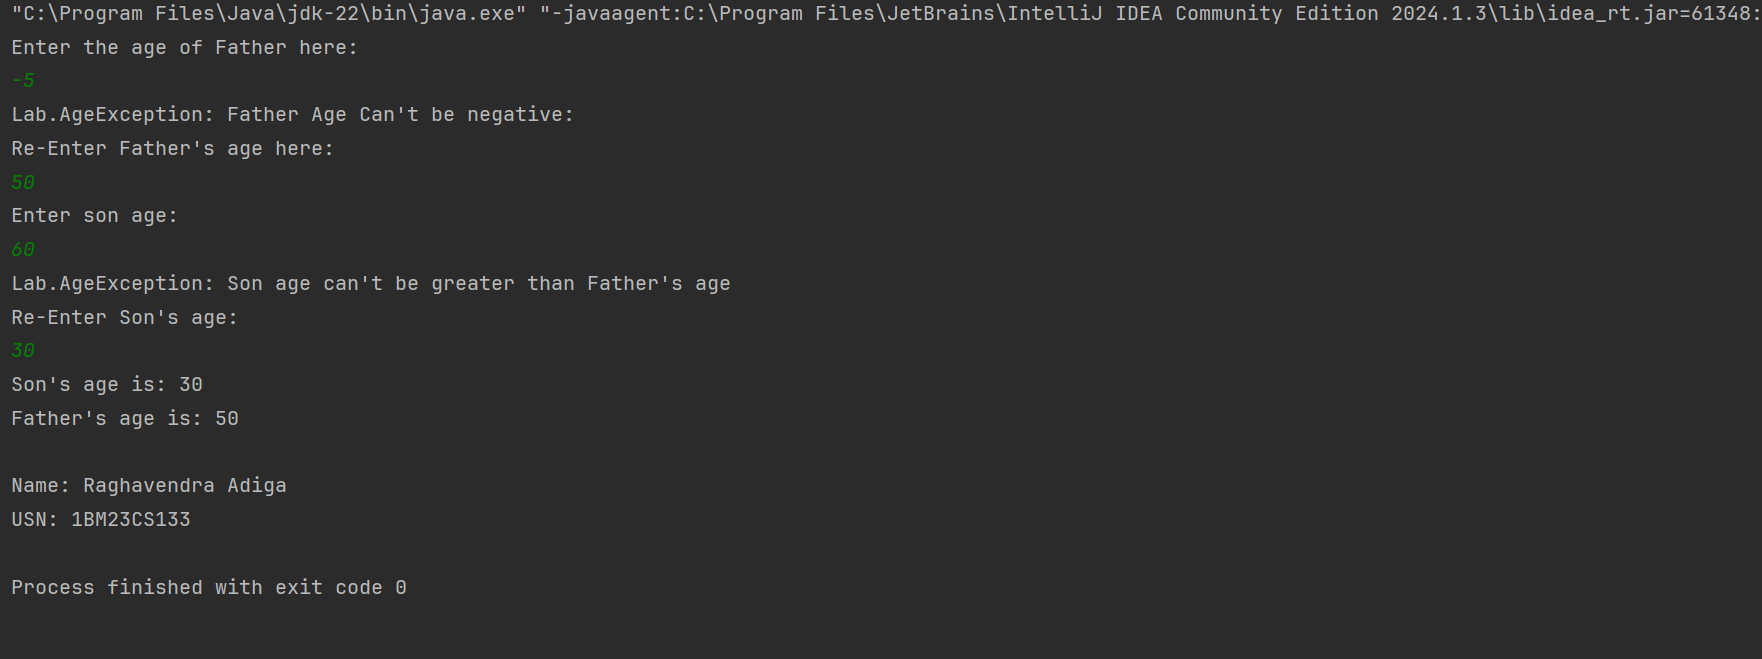 "C:\Program Files\Java\jdk-22\bin\java.exe" "-javaagent:C:\Program Files\JetBrains\IntelliJ IDEA Community Edition 2024.1.3\lib\idea_rt.jar=61348:
Enter the age of Father here:
-5
Lab.AgeException: Father Age Can't be negative:
Re-Enter Father's age here:
50
Enter son age:
60
Lab.AgeException: Son age can't be greater than Father's age
Re-Enter Son's age:
30
Son's age is: 30
Father's age is: 50
Name: Raghavendra Adiga
USN: 1BM23CS133
Process finished with exit code 0